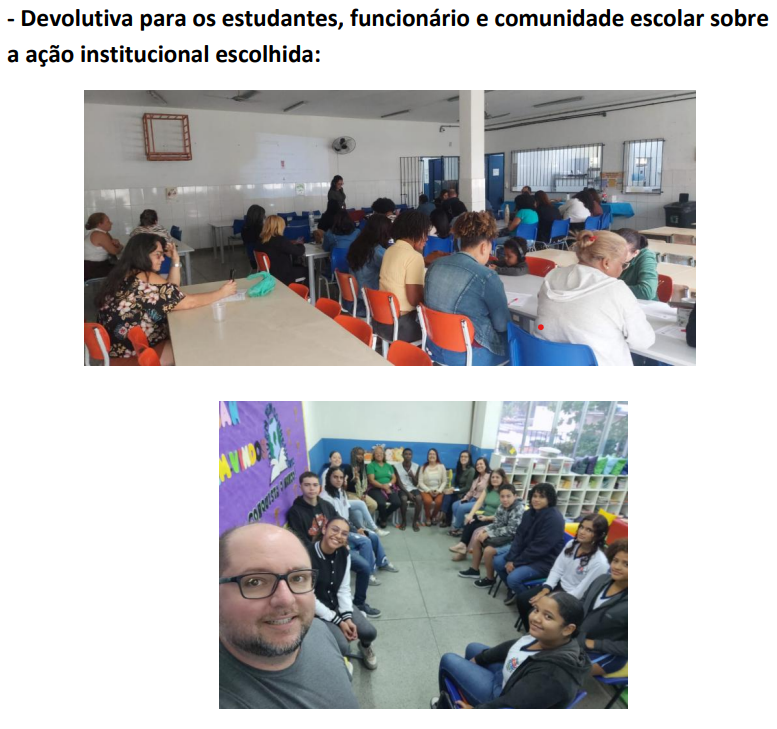 - Devolutiva para os estudantes, funcionário e comunidade escolar sobre
a ação institucional escolhida: